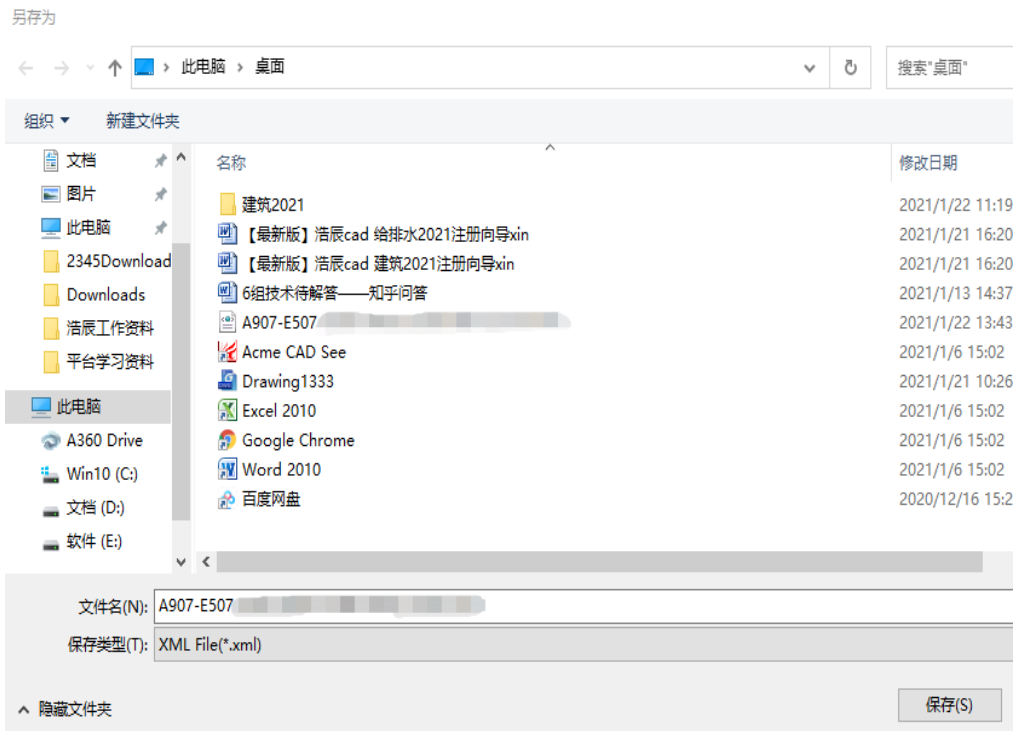 另存为
此电脑 › 桌面
搜索"桌面"
组织 新建文件夹
文档
图片
此电脑
2345Download
Downloads
浩辰工作资料
平台学习资料
此电脑
A360 Drive
Win10 (C:)
文档 (D:)
软件 (E:)
名称 修改日期
建筑2021 2021/1/22 11:19
【最新版】浩辰cad 给排水2021注册向导xin 2021/1/21 16:20
【最新版】浩辰cad 建筑2021注册向导xin 2021/1/21 16:20
6组技术待解答——知乎问答 2021/1/13 14:37
A907-E507 2021/1/22 13:43
Acme CAD See 2021/1/6 15:02
Drawing1333 2021/1/21 10:26
Excel 2010 2021/1/6 15:02
Google Chrome 2021/1/6 15:02
Word 2010 2021/1/6 15:02
百度网盘 2020/12/16 15:2
文件名(N): A907-E507
保存类型(T): XML File(*.xml)
隐藏文件夹 保存(S)